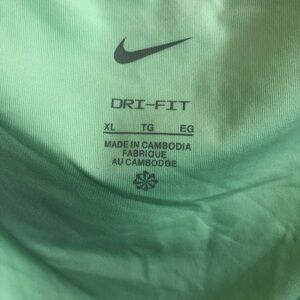 DRI-FIT
XL TG EG
MADE IN CAMBODIA
FABRIQUE
AU CAMBODGE